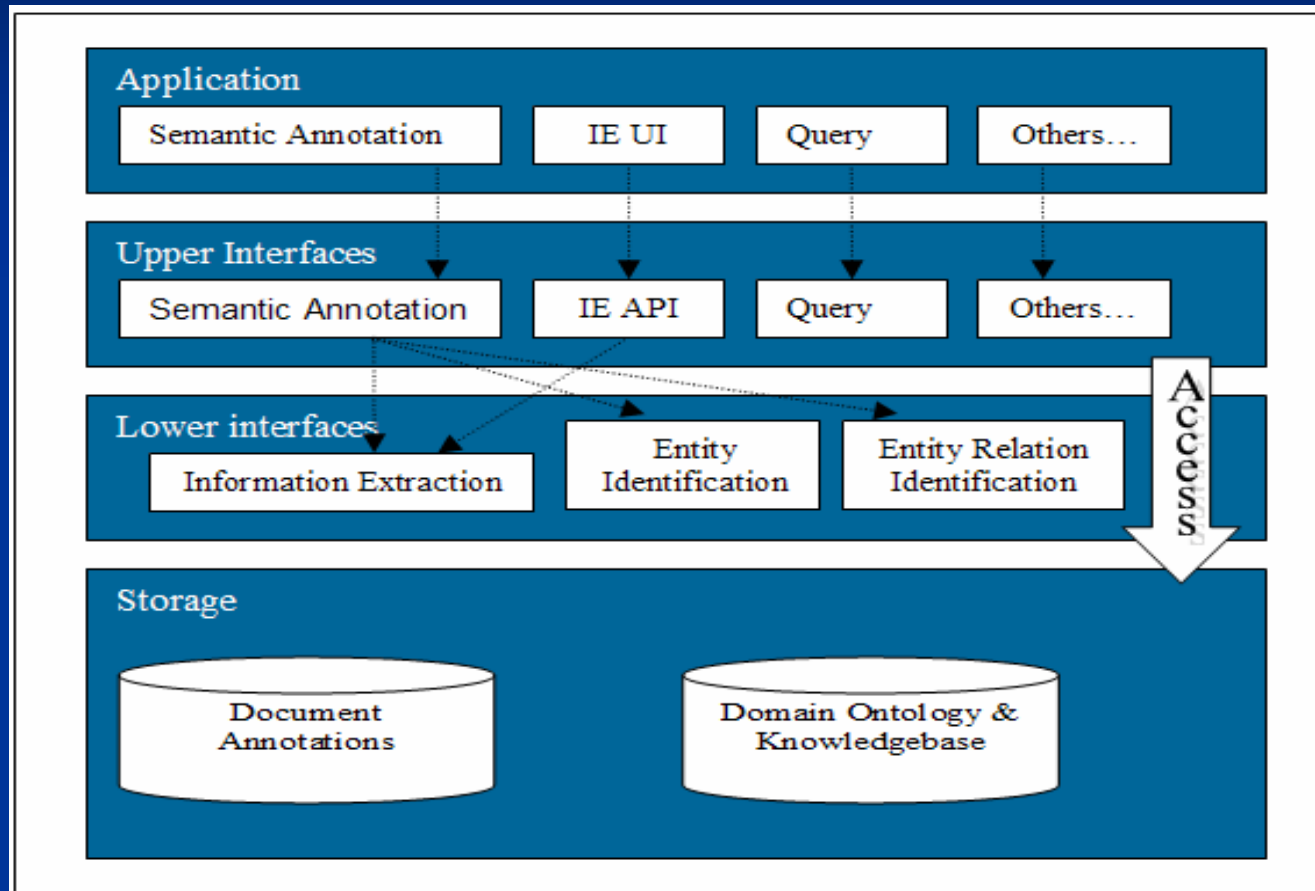 Application
Semantic Annotation
IE UI
Query
Others...
Upper Interfaces
Semantic Annotation
IE API
Query
Others...
Lower interfaces
Information Extraction
Entity
Identification
Entity Relation
Identification
Access
Storage
Document
Annotations
Domain Ontology &
Knowledgebase